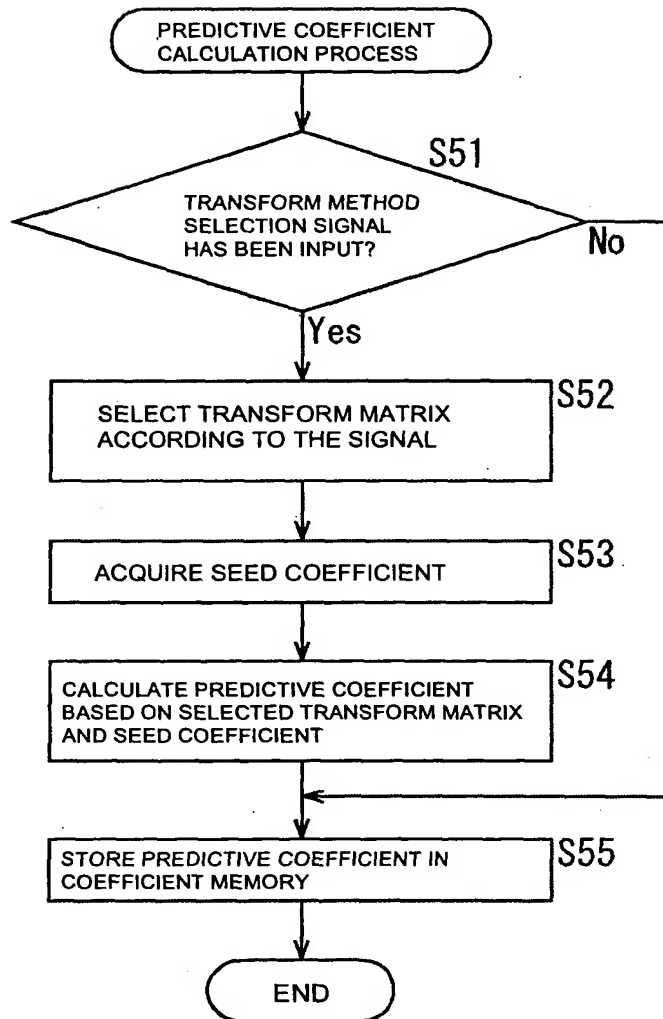 PREDICTIVE COEFFICIENT
CALCULATION PROCESS
S51
TRANSFORM METHOD
SELECTION SIGNAL
HAS BEEN INPUT?
No
Yes
S52
SELECT TRANSFORM MATRIX
ACCORDING TO THE SIGNAL
S53
ACQUIRE SEED COEFFICIENT
S54
CALCULATE PREDICTIVE COEFFICIENT
BASED ON SELECTED TRANSFORM MATRIX
AND SEED COEFFICIENT
S55
STORE PREDICTIVE COEFFICIENT IN
COEFFICIENT MEMORY
END